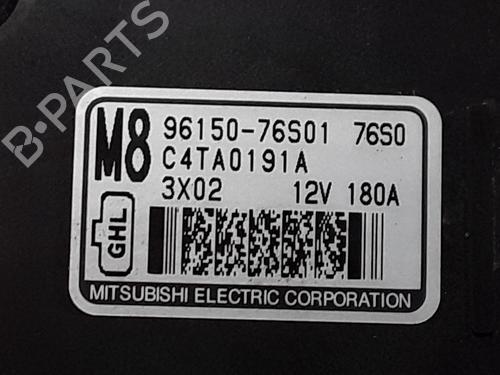 B·PARTS
M8 96150-76S01 76S0
C4TA0191A
3X02 12V 180A
GHL
MITSUBISHI ELECTRIC CORPORATION